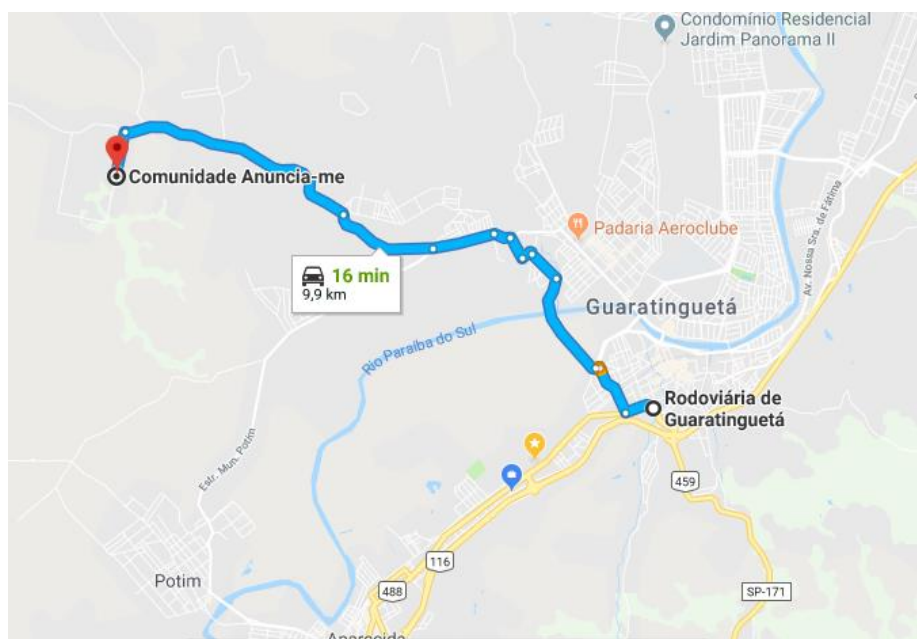 Condomínio Residencial
Jardim Panorama II
Comunidade Anuncia-me
Padaria Aeroclube
Av. Nossa Sra. de Fátima
16 min
9,9 km
Guaratinguetá
Rio Paraíba do Sul
Rodoviária de
Guaratinguetá
Estr. Mun. Potim
459
116
Potim
488
SP-171
Aparecida